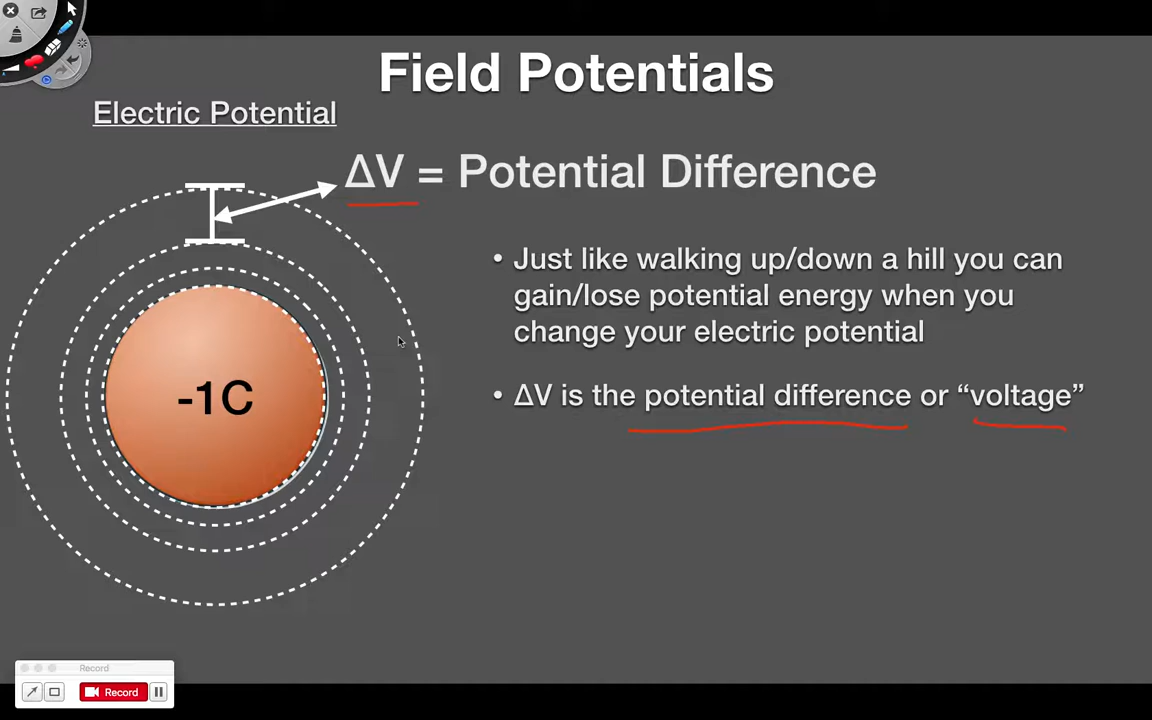 Field Potentials
Electric Potential
ΔV = Potential Difference
• Just like walking up/down a hill you can
gain/lose potential energy when you
change your electric potential
• ΔV is the potential difference or “voltage”
-1C
Record
Record